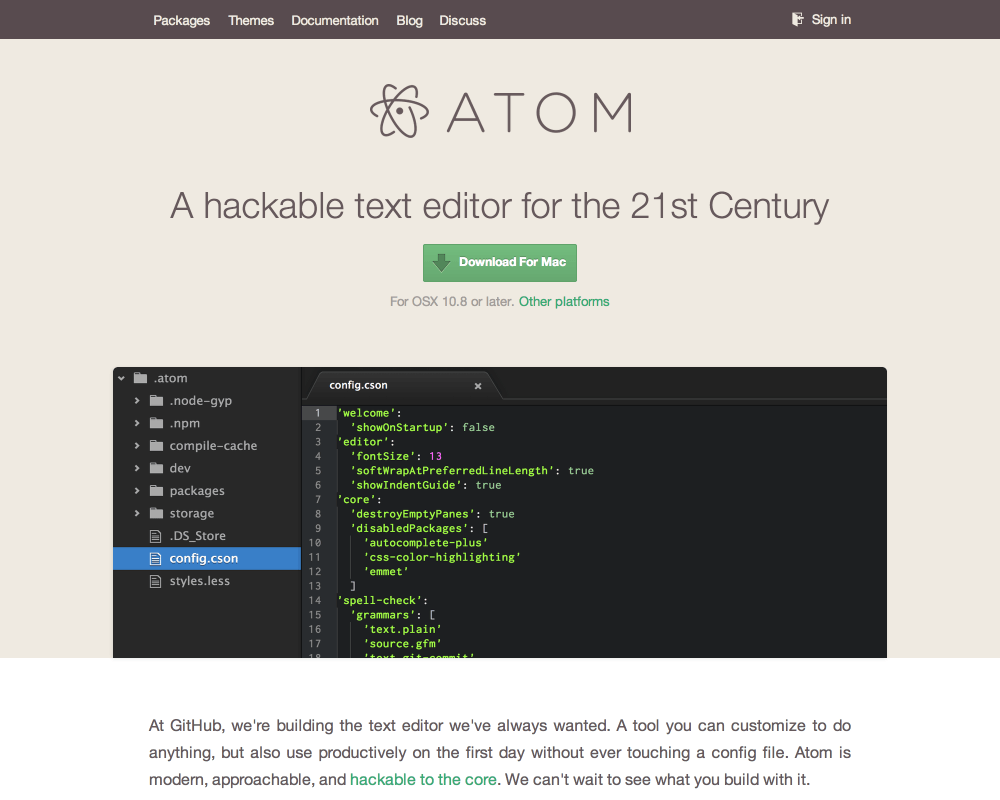 Packages Themes Documentation Blog Discuss Sign in
ATOM
A hackable text editor for the 21st Century
Download For Mac
For OSX 10.8 or later. Other platforms
.atom
.node-gyp
.npm
compile-cache
dev
packages
storage
.DS_Store
config.cson
styles.less
config.cson ×
1 'welcome':
2 'showOnStartup': false
3 'editor':
4 'fontSize': 13
5 'softWrapAtPreferredLineLength': true
6 'showIndentGuide': true
7 'core':
8 'destroyEmptyPanes': true
9 'disabledPackages': [
10 'autocomplete-plus'
11 'css-color-highlighting'
12 'emmet'
13 ]
14 'spell-check':
15 'grammars': [
16 'text.plain'
17 'source.gfm'
18 'text.git-commit'
At GitHub, we're building the text editor we've always wanted. A tool you can customize to do
anything, but also use productively on the first day without ever touching a config file. Atom is
modern, approachable, and hackable to the core. We can't wait to see what you build with it.